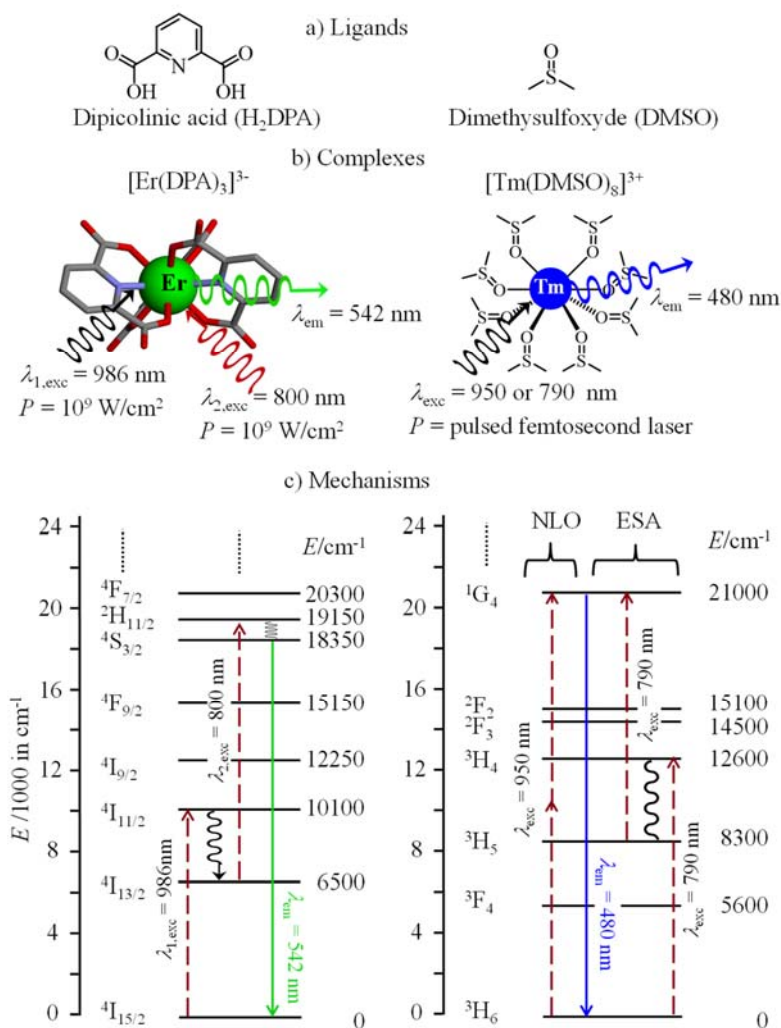 a) Ligands
O
OH
N
O
OH
O
S
Dipicolinic acid (H₂DPA)
Dimethysulfoxyde (DMSO)
b) Complexes
[Er(DPA)₃]³⁻
[Tm(DMSO)₈]³⁺
Er
Tm
λem = 542 nm
λem = 480 nm
λ1,exc = 986 nm
P = 10⁹ W/cm²
λ2,exc = 800 nm
P = 10⁹ W/cm²
λexc = 950 or 790 nm
P = pulsed femtosecond laser
c) Mechanisms
E /1000 in cm⁻¹
24
20
16
12
8
4
0
E/cm⁻¹
⁴F7/2 20300
²H11/2 19150
⁴S3/2 18350
⁴F9/2 15150
⁴I9/2 12250
⁴I11/2 10100
⁴I13/2 6500
⁴I15/2 0
λ1,exc = 986nm
λ2,exc = 800 nm
λem = 542 nm
24
20
16
12
8
4
0
NLO
ESA
E/cm⁻¹
¹G4 21000
²F2 15100
²F3 14500
³H4 12600
³H5 8300
³F4 5600
³H6 0
λexc = 950 nm
λem = 480 nm
λexc = 790 nm
λexc = 790 nm